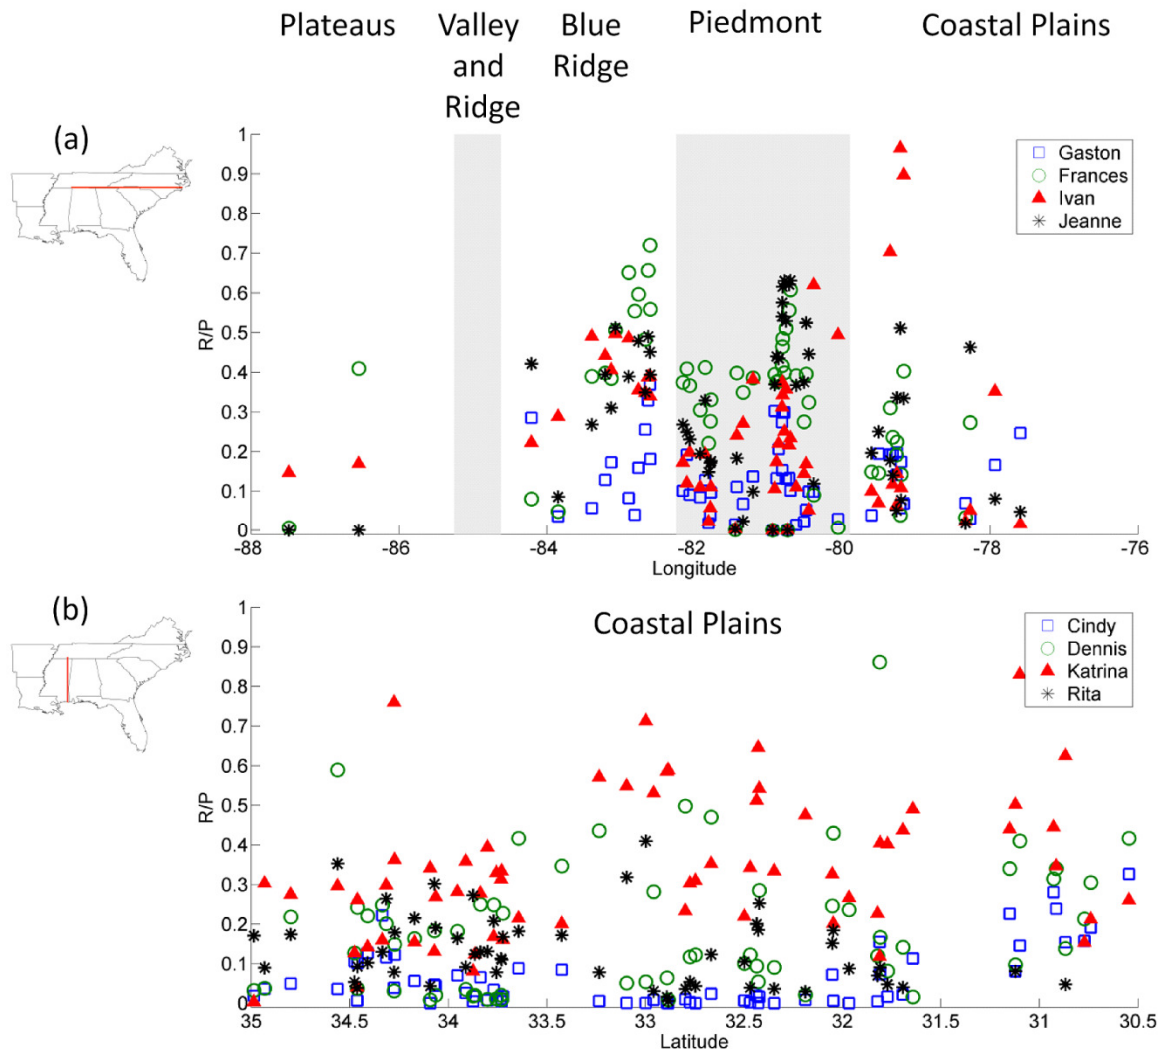 Plateaus
Valley
and
Ridge
Blue
Ridge
Piedmont
Coastal Plains
(a)
1
0.9
0.8
0.7
0.6
0.5
0.4
0.3
0.2
0.1
0
R/P
-88
-86
-84
-82
-80
-78
-76
Longitude
Gaston
Frances
Ivan
Jeanne
(b)
Coastal Plains
1
0.9
0.8
0.7
0.6
0.5
0.4
0.3
0.2
0.1
0
R/P
35
34.5
34
33.5
33
32.5
32
31.5
31
30.5
Latitude
Cindy
Dennis
Katrina
Rita